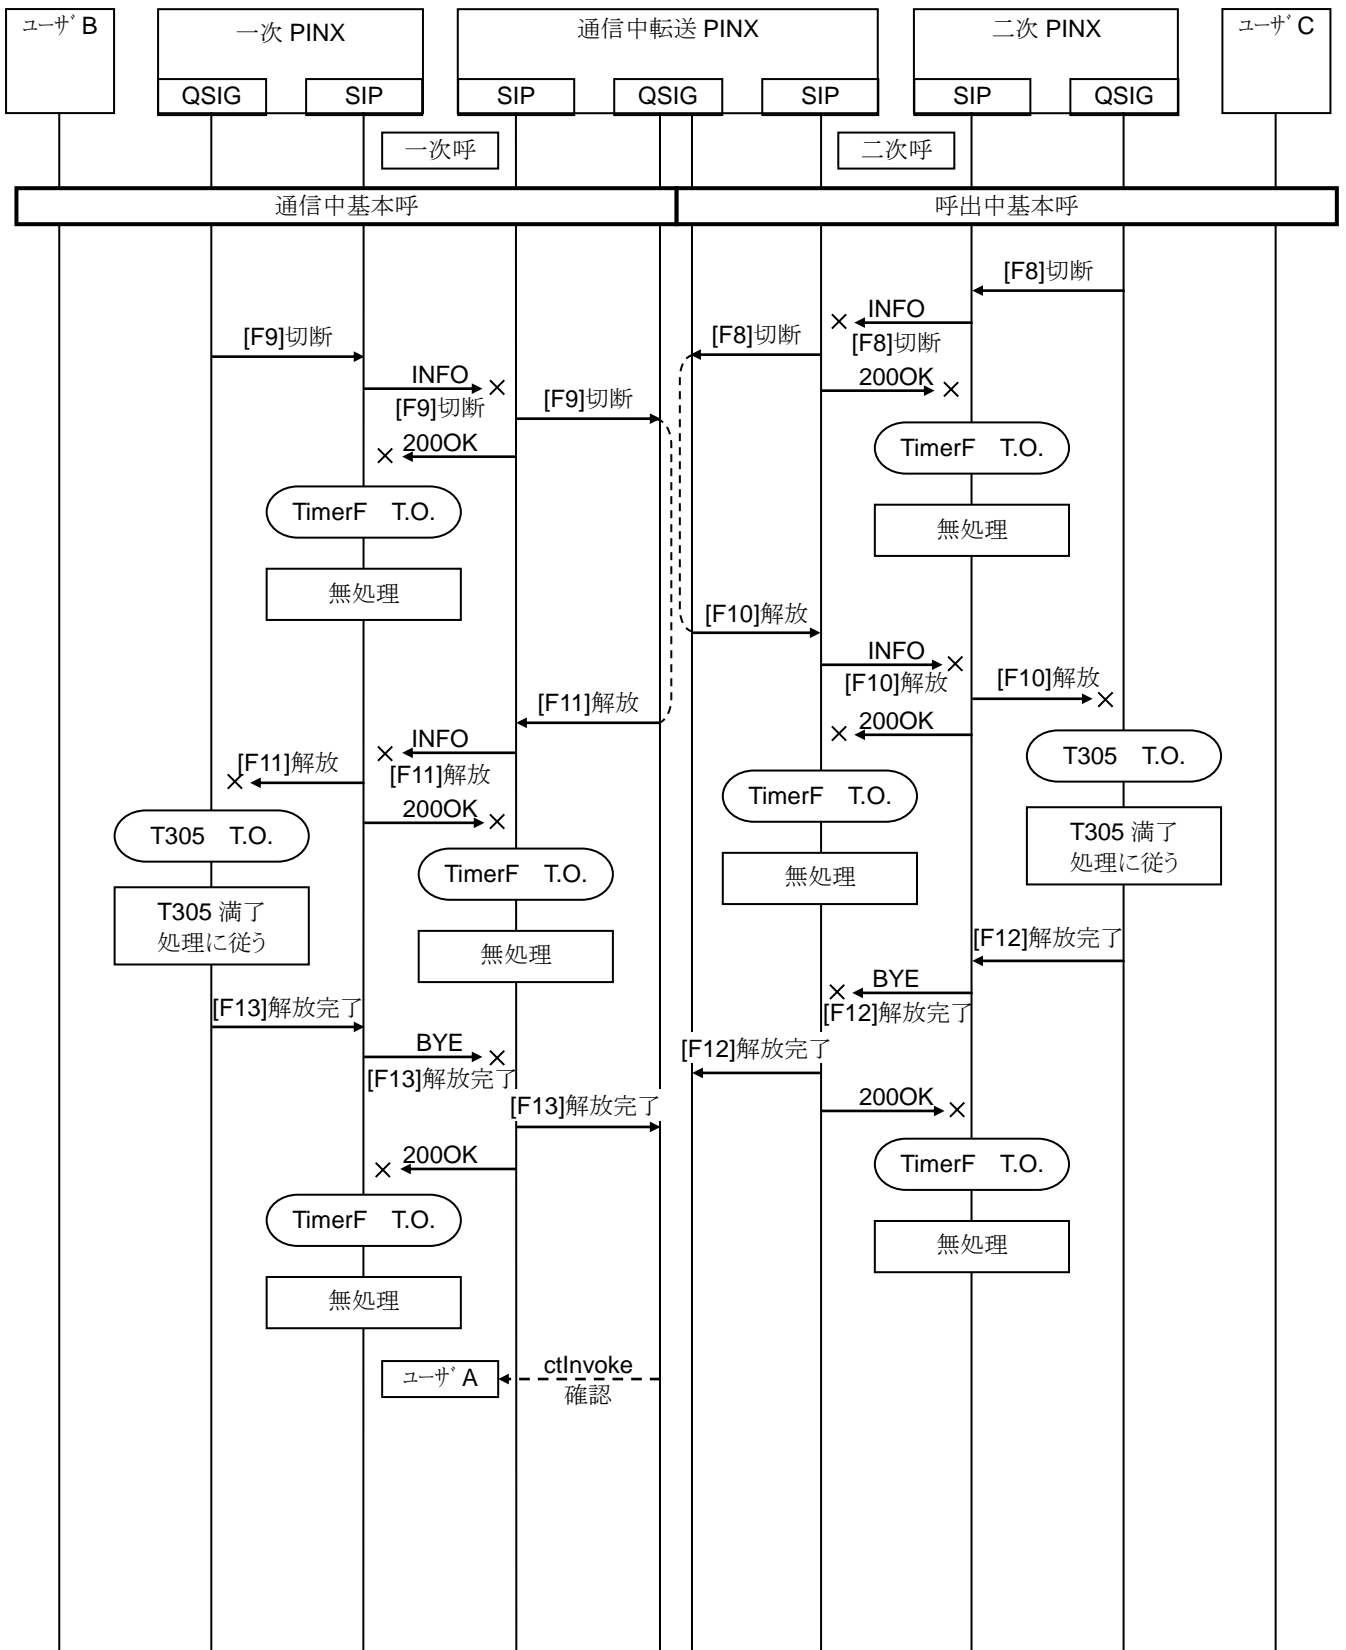 ユーザ B
一次 PINX
通信中転送 PINX
二次 PINX
ユーザ C
QSIG
SIP
SIP
QSIG
SIP
SIP
QSIG
一次呼
二次呼
通信中基本呼
呼出中基本呼
[F8]切断
INFO
[F8]切断
[F8]切断
[F9]切断
200OK
INFO
[F9]切断
[F9]切断
200OK
TimerF T.O.
TimerF T.O.
無処理
無処理
[F10]解放
INFO
[F10]解放
[F10]解放
[F11]解放
200OK
INFO
[F11]解放
[F11]解放
T305 T.O.
200OK
TimerF T.O.
T305 T.O.
T305 満了
処理に従う
TimerF T.O.
無処理
T305 満了
処理に従う
無処理
[F12]解放完了
BYE
[F12]解放完了
[F13]解放完了
BYE
[F12]解放完了
[F13]解放完了
200OK
[F13]解放完了
200OK
TimerF T.O.
TimerF T.O.
無処理
無処理
ctInvoke
ユーザ A
確認